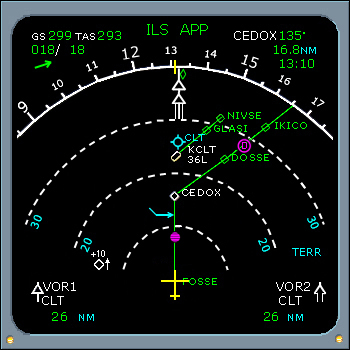 ILS APP
GS 299 TAS 293
CEDOX 135°
018/ 18
16.8NM
13:10
9 10 11 12 13 14 15 16 17
NIVSE
GLASI
IKICO
CLT
KCLT
36L
DOSSE
CEDOX
30 30
20 20
+10
TERR
FOSSE
VOR1 VOR2
CLT CLT
26 NM 26 NM